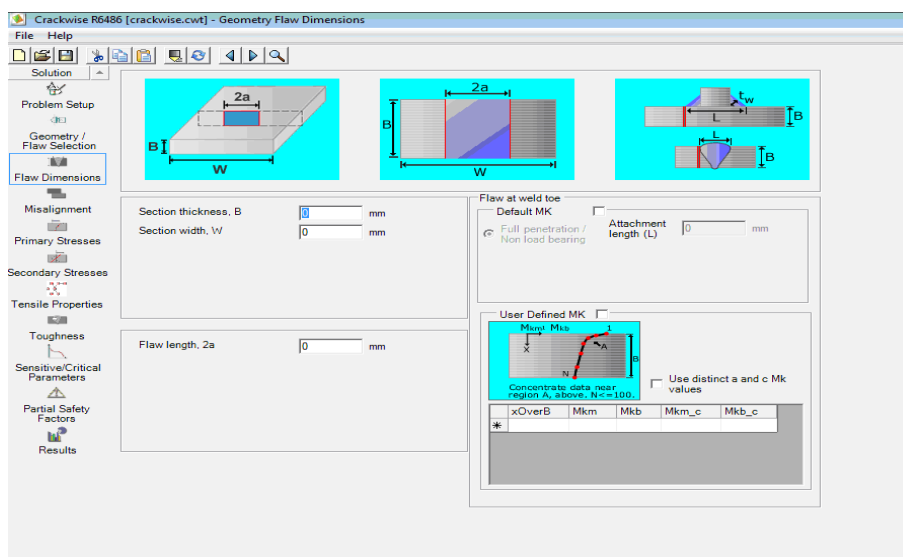 Crackwise R6486 [crackwise.cwt] - Geometry Flaw Dimensions
File Help
Solution
Problem Setup
Geometry /
Flaw Selection
Flaw Dimensions
Misalignment
Primary Stresses
Secondary Stresses
Tensile Properties
Toughness
Sensitive/Critical
Parameters
Partial Safety
Factors
Results
2a
B
W
2a
B
W
tw
L
B
L
B
Section thickness, B 0 mm
Section width, W 0 mm
Flaw length, 2a 0 mm
Flaw at weld toe
Default MK
Full penetration /
Non load bearing
Attachment
length (L)
0 mm
User Defined MK
Mkm Mkb 1
X
A
B
N
Concentrate data near
region A, above. N<=100.
Use distinct a and c Mk
values
xOverB Mkm Mkb Mkm_c Mkb_c
*